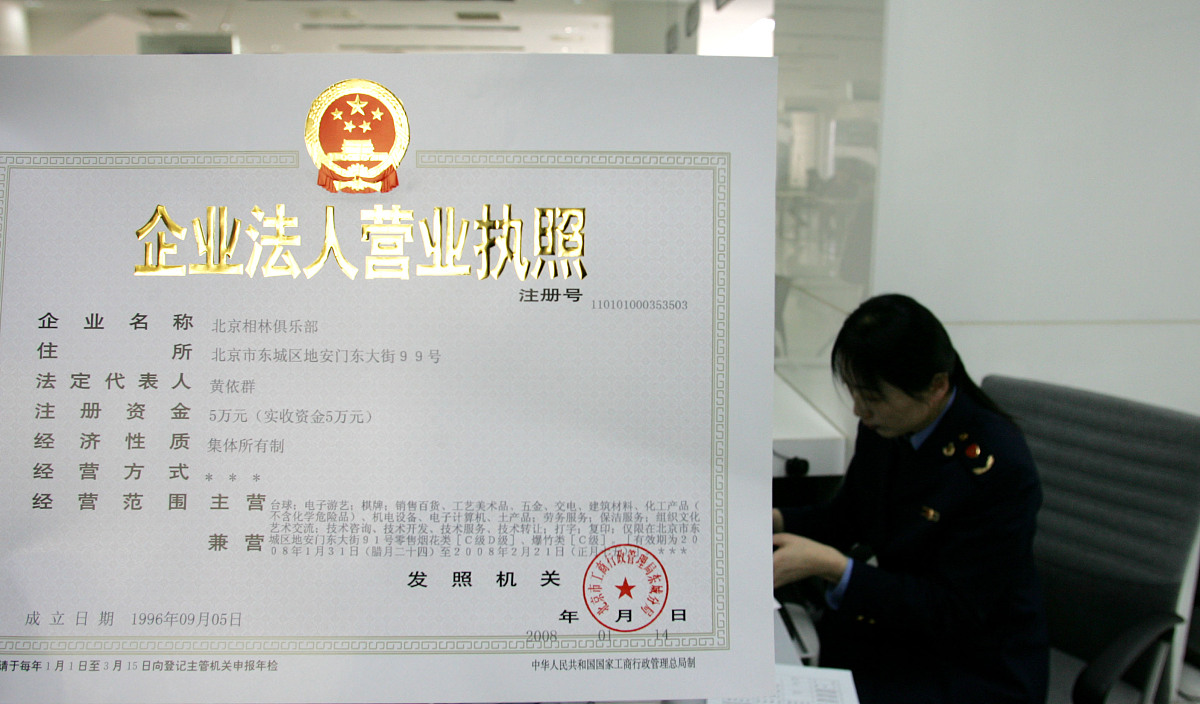 企业法人营业执照
注册号 110101000353503
企业名称 北京相林俱乐部
住所 北京市东城区地安门东大街99号
法定代表人 黄依群
注册资金 5万元（实收资金5万元）
经济性质 集体所有制
经营方式 ＊ ＊ ＊
经营范围 主营 台球；电子游艺；棋牌；销售百货、工艺美术品、五金、交电、建筑材料、化工产品（
不含化学危险品）、机电设备、电子计算机、土产品；劳务服务；保洁服务；组织文化
艺术交流；技术咨询、技术开发、技术服务、技术转让；打字；复印；仅限在北京市东
兼营 城区地安门东大街91号零售烟花类［C级D级］、爆竹类［C级］。［有效期为20
08年1月31日（腊月二十四）至2008年2月21日（正月 ＊＊＊
发照机关
北京市工商行政管理局东城分局
年 月 日
2008 01 14
成立日期 1996年09月05日
请于每年1月1日至3月15日向登记主管机关申报年检
中华人民共和国国家工商行政管理总局制